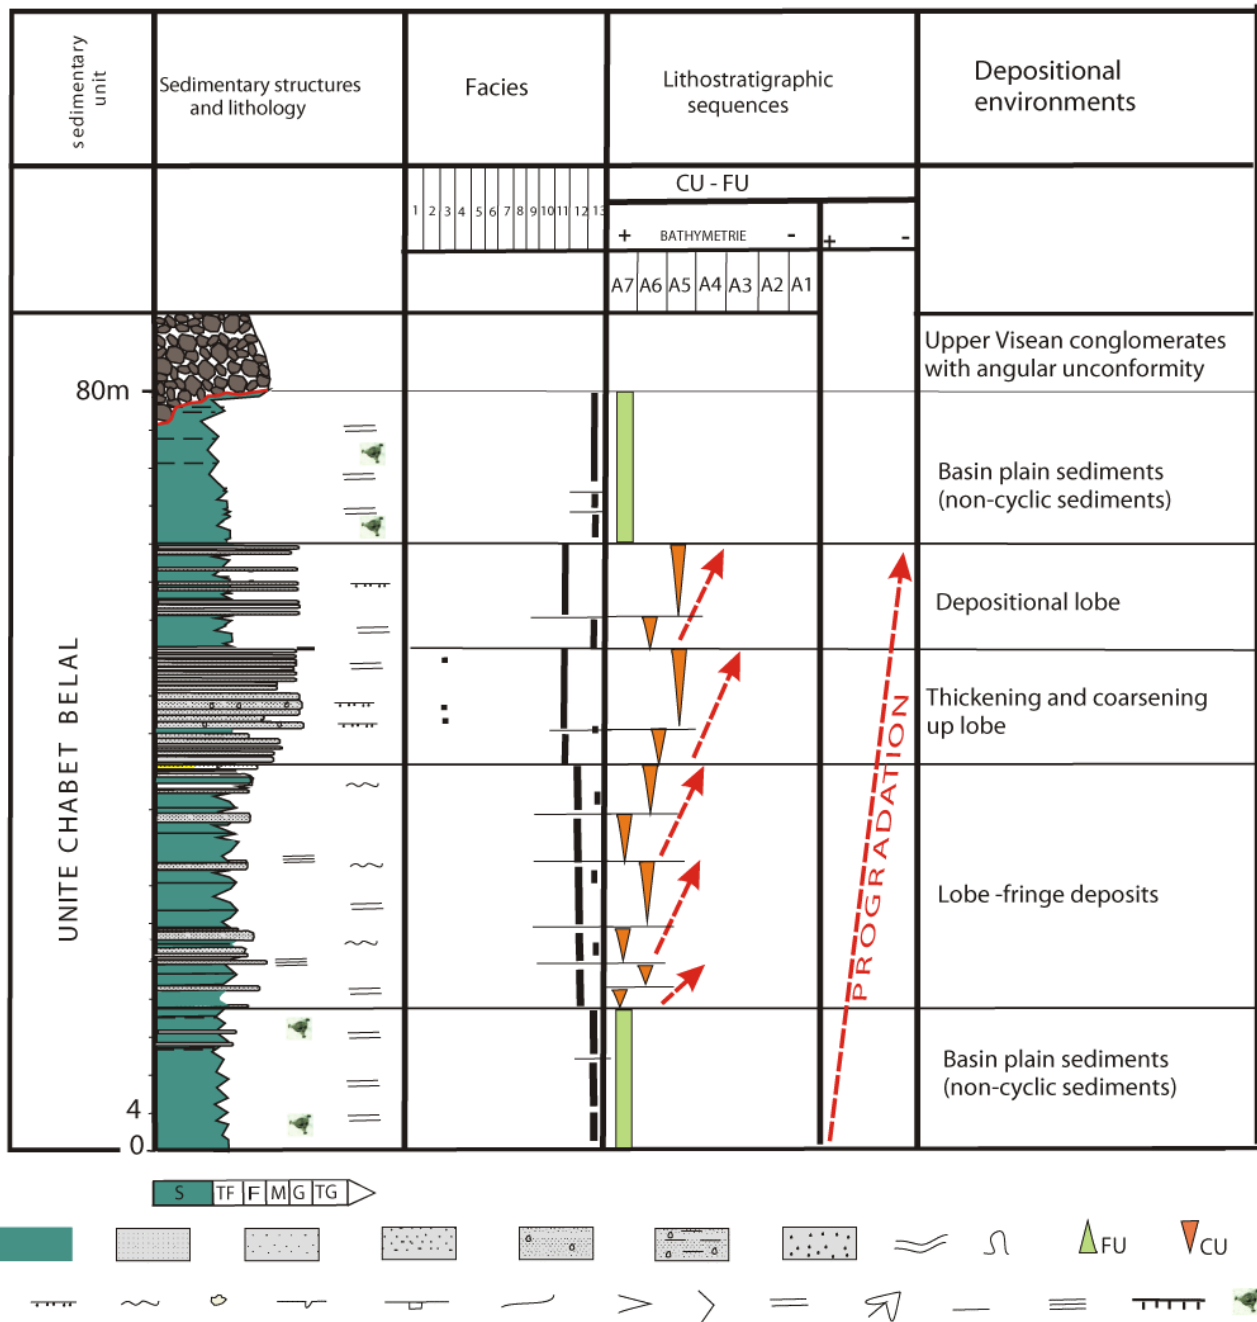 sedimentary
unit
Sedimentary structures
and lithology
Facies
Lithostratigraphic
sequences
Depositional
environments
CU - FU
1 2 3 4 5 6 7 8 9 10 11 12 13
+ BATHYMETRIE -
+ -
A7 A6 A5 A4 A3 A2 A1
Upper Visean conglomerates
with angular unconformity
80m
Basin plain sediments
(non-cyclic sediments)
Depositional lobe
Thickening and coarsening
up lobe
UNITE CHABET BELAL
PROGRADATION
Lobe -fringe deposits
Basin plain sediments
(non-cyclic sediments)
4
0
S TF F M G TG
FU
CU